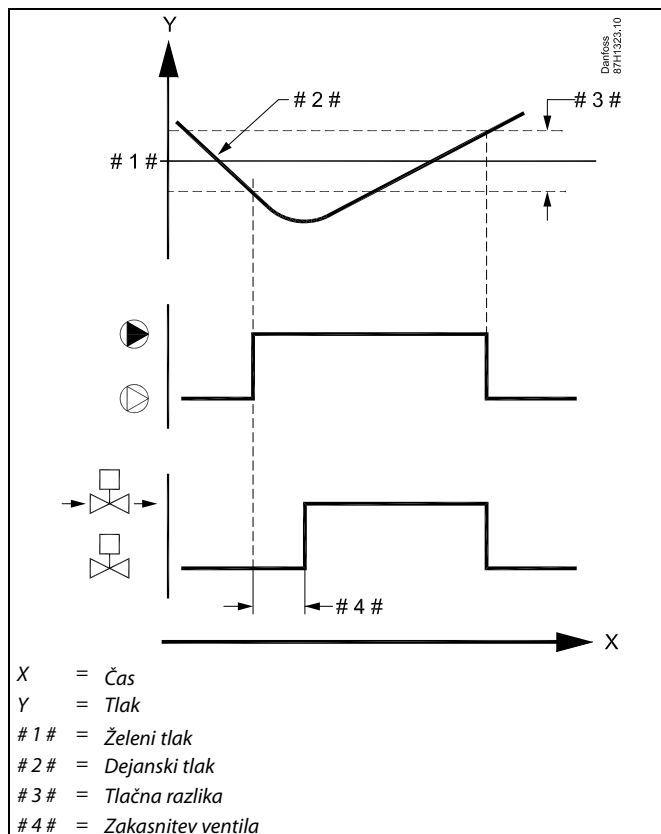 Y
Danfoss
87H1323.10
# 2 #
# 3 #
# 1 #
# 4 #
X
X = Čas
Y = Tlak
# 1 # = Želeni tlak
# 2 # = Dejanski tlak
# 3 # = Tlačna razlika
# 4 # = Zakasnitev ventila